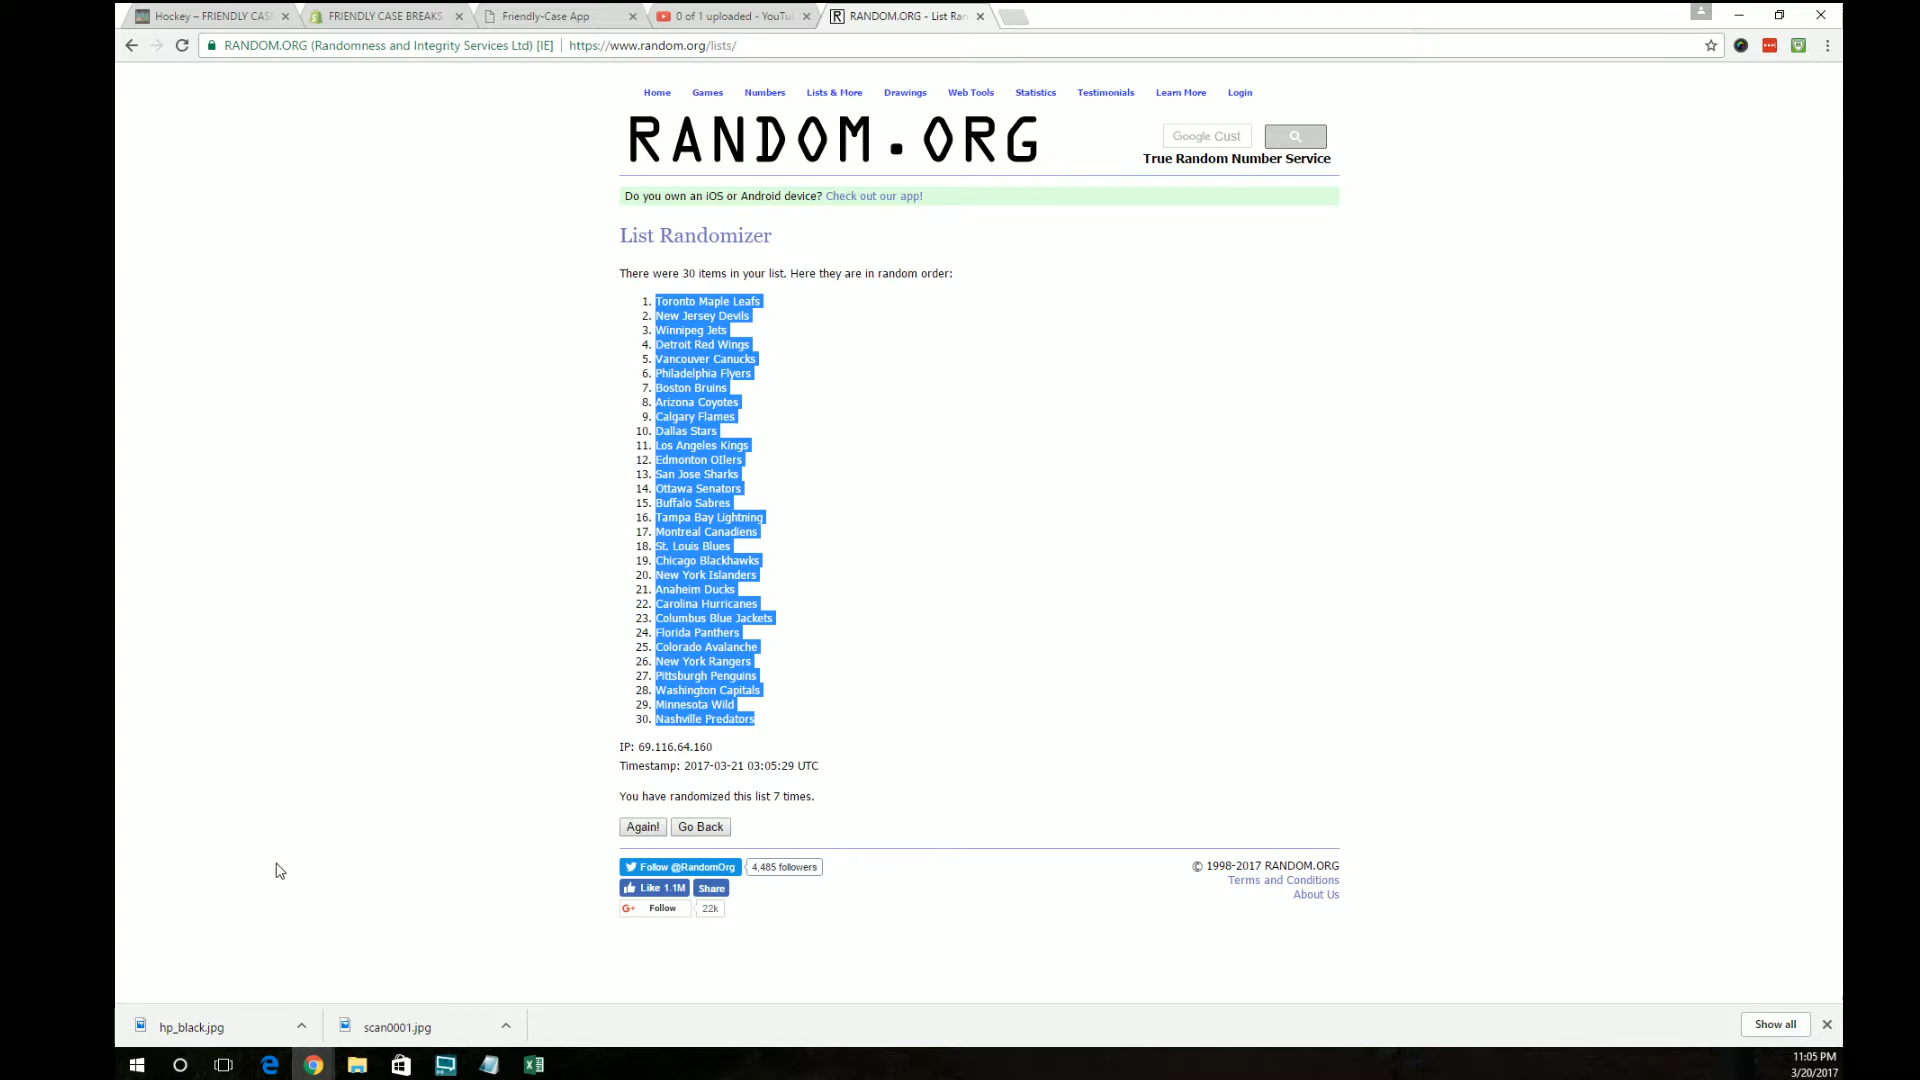 Hockey – FRIENDLY CAS
FRIENDLY CASE BREAKS
Friendly-Case App
0 of 1 uploaded - YouTu
RANDOM.ORG - List Ran
RANDOM.ORG (Randomness and Integrity Services Ltd) [IE]
https://www.random.org/lists/
Home Games Numbers Lists & More Drawings Web Tools Statistics Testimonials Learn More Login
RANDOM.ORG
Google Cust
True Random Number Service
Do you own an iOS or Android device? Check out our app!
List Randomizer
There were 30 items in your list. Here they are in random order:
1. Toronto Maple Leafs
2. New Jersey Devils
3. Winnipeg Jets
4. Detroit Red Wings
5. Vancouver Canucks
6. Philadelphia Flyers
7. Boston Bruins
8. Arizona Coyotes
9. Calgary Flames
10. Dallas Stars
11. Los Angeles Kings
12. Edmonton OIlers
13. San Jose Sharks
14. Ottawa Senators
15. Buffalo Sabres
16. Tampa Bay Lightning
17. Montreal Canadiens
18. St. Louis Blues
19. Chicago Blackhawks
20. New York Islanders
21. Anaheim Ducks
22. Carolina Hurricanes
23. Columbus Blue Jackets
24. Florida Panthers
25. Colorado Avalanche
26. New York Rangers
27. Pittsburgh Penguins
28. Washington Capitals
29. Minnesota Wild
30. Nashville Predators
IP: 69.116.64.160
Timestamp: 2017-03-21 03:05:29 UTC
You have randomized this list 7 times.
Again! Go Back
Follow @RandomOrg 4,485 followers
Like 1.1M Share
G+ Follow 22k
© 1998-2017 RANDOM.ORG
Terms and Conditions
About Us
hp_black.jpg
scan0001.jpg
Show all
11:05 PM
3/20/2017